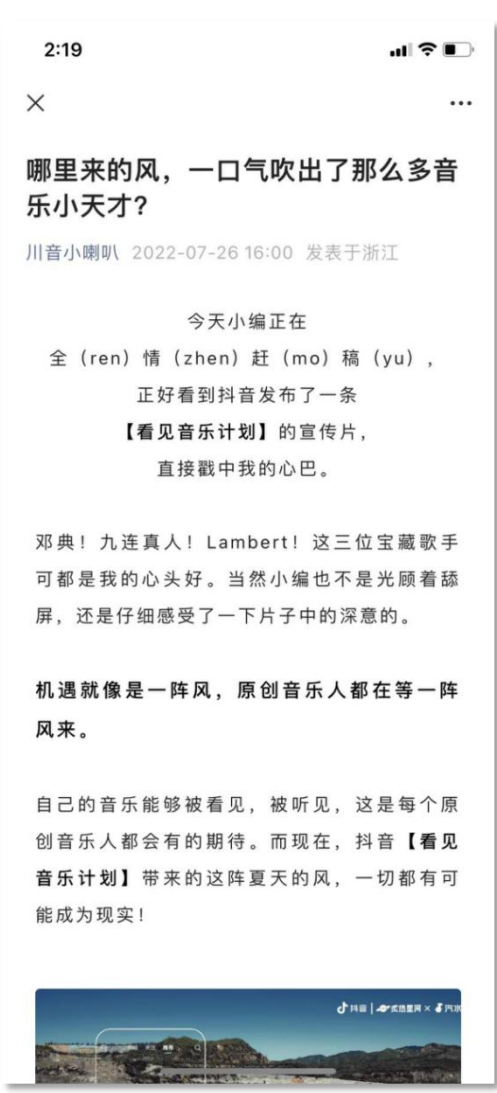 2:19
哪里来的风，一口气吹出了那么多音
乐小天才？
川音小喇叭 2022-07-26 16:00 发表于浙江
今天小编正在
全（ren）情（zhen）赶（mo）稿（yu），
正好看到抖音发布了一条
【看见音乐计划】的宣传片，
直接戳中我的心巴。
邓典！九连真人！Lambert！这三位宝藏歌手
可都是我的心头好。当然小编也不是光顾着舔
屏，还是仔细感受了一下片子中的深意的。
机遇就像是一阵风，原创音乐人都在等一阵
风来。
自己的音乐能够被看见，被听见，这是每个原
创音乐人都会有的期待。而现在，抖音【看见
音乐计划】带来的这阵夏天的风，一切都有可
能成为现实！
抖音 | 炙热星河 × 汽水